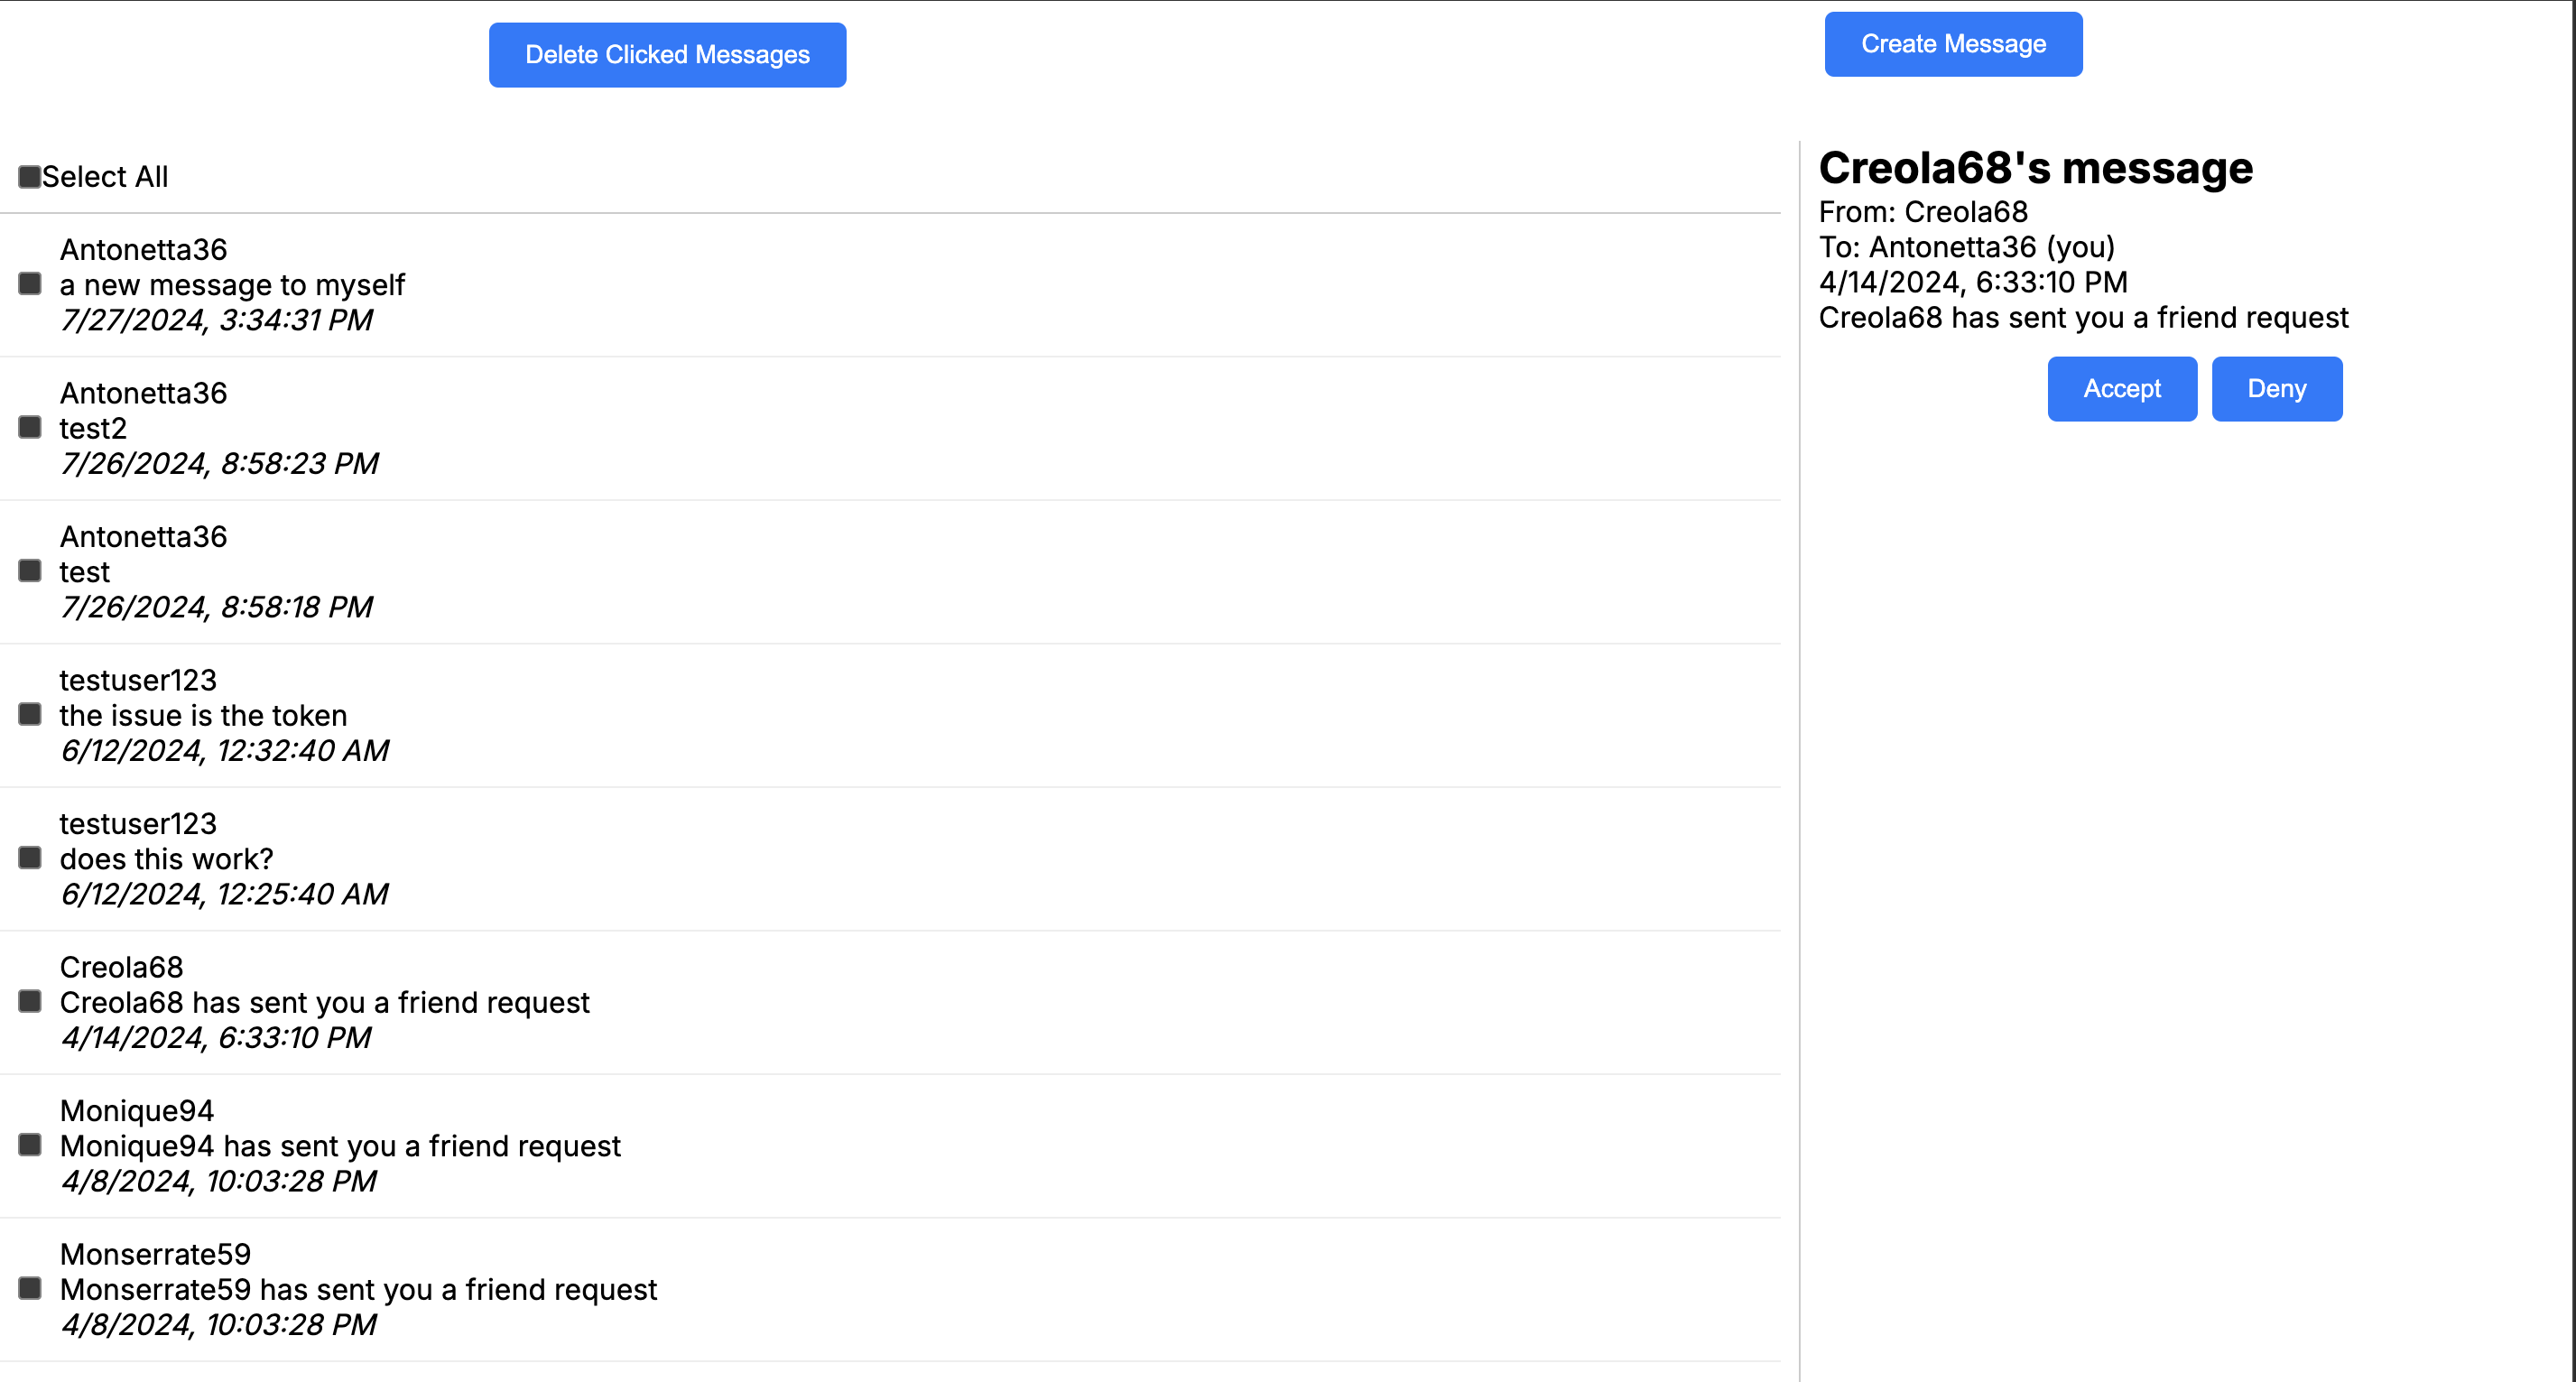 Delete Clicked Messages
Create Message
Select All
Antonetta36
a new message to myself
7/27/2024, 3:34:31 PM
Antonetta36
test2
7/26/2024, 8:58:23 PM
Antonetta36
test
7/26/2024, 8:58:18 PM
testuser123
the issue is the token
6/12/2024, 12:32:40 AM
testuser123
does this work?
6/12/2024, 12:25:40 AM
Creola68
Creola68 has sent you a friend request
4/14/2024, 6:33:10 PM
Monique94
Monique94 has sent you a friend request
4/8/2024, 10:03:28 PM
Monserrate59
Monserrate59 has sent you a friend request
4/8/2024, 10:03:28 PM
Creola68's message
From: Creola68
To: Antonetta36 (you)
4/14/2024, 6:33:10 PM
Creola68 has sent you a friend request
Accept
Deny